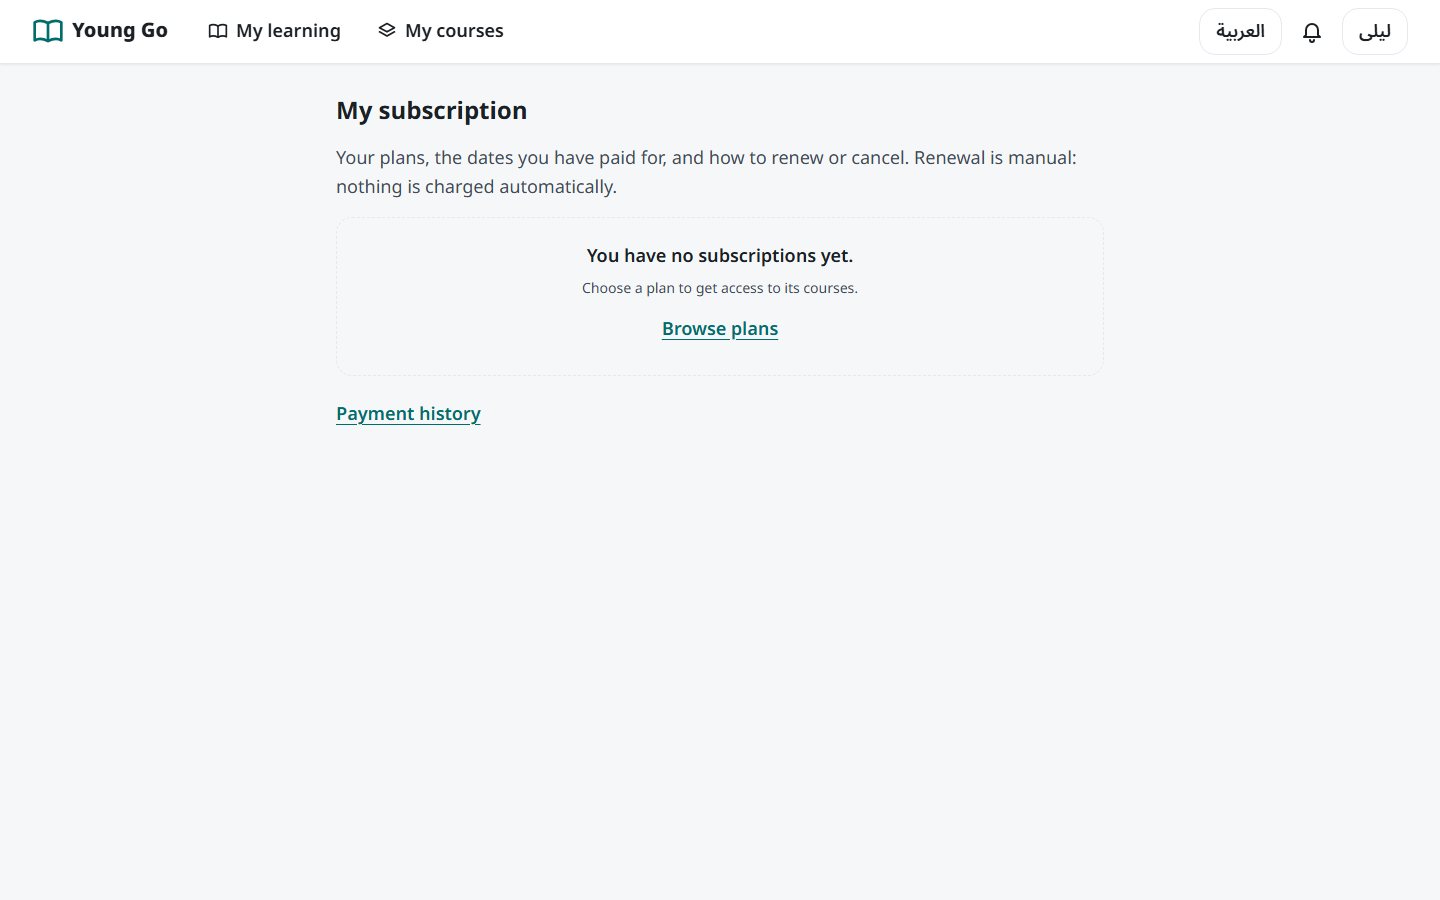 Young Go
My learning
My courses
العربية
ليلى
My subscription
Your plans, the dates you have paid for, and how to renew or cancel. Renewal is manual:
nothing is charged automatically.
You have no subscriptions yet.
Choose a plan to get access to its courses.
Browse plans
Payment history